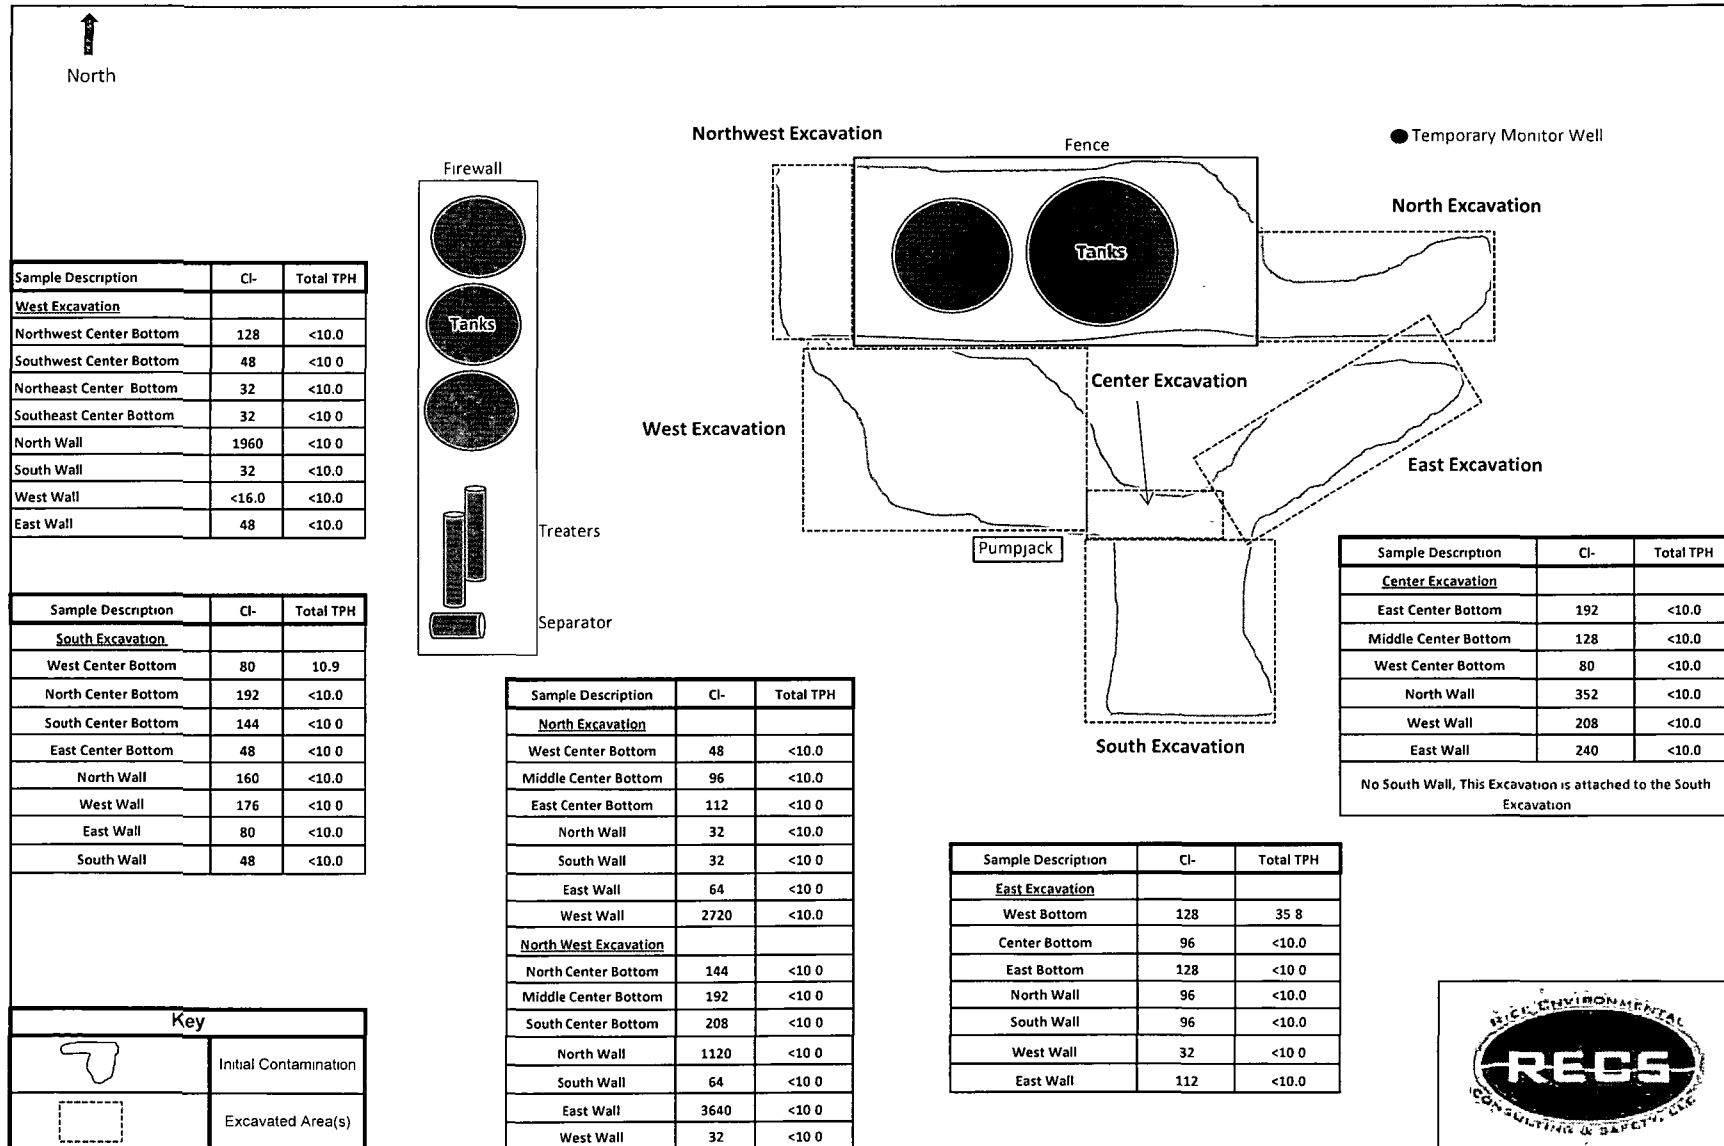 North
Northwest Excavation
Fence
Temporary Monitor Well
Firewall
North Excavation
Tanks
Tanks
Center Excavation
West Excavation
East Excavation
Treaters
Pumpjack
Separator
South Excavation
Sample Description Cl- Total TPH
West Excavation
Northwest Center Bottom 128 <10.0
Southwest Center Bottom 48 <10 0
Northeast Center Bottom 32 <10.0
Southeast Center Bottom 32 <10 0
North Wall 1960 <10 0
South Wall 32 <10.0
West Wall <16.0 <10.0
East Wall 48 <10.0
Sample Description Cl- Total TPH
South Excavation
West Center Bottom 80 10.9
North Center Bottom 192 <10.0
South Center Bottom 144 <10 0
East Center Bottom 48 <10 0
North Wall 160 <10.0
West Wall 176 <10 0
East Wall 80 <10.0
South Wall 48 <10.0
Sample Description Cl- Total TPH
North Excavation
West Center Bottom 48 <10.0
Middle Center Bottom 96 <10.0
East Center Bottom 112 <10 0
North Wall 32 <10.0
South Wall 32 <10 0
East Wall 64 <10 0
West Wall 2720 <10.0
North West Excavation
North Center Bottom 144 <10 0
Middle Center Bottom 192 <10 0
South Center Bottom 208 <10 0
North Wall 1120 <10 0
South Wall 64 <10 0
East Wall 3640 <10 0
West Wall 32 <10 0
Sample Description Cl- Total TPH
Center Excavation
East Center Bottom 192 <10.0
Middle Center Bottom 128 <10.0
West Center Bottom 80 <10.0
North Wall 352 <10.0
West Wall 208 <10.0
East Wall 240 <10.0
No South Wall, This Excavation is attached to the South
Excavation
Sample Description Cl- Total TPH
East Excavation
West Bottom 128 35 8
Center Bottom 96 <10.0
East Bottom 128 <10 0
North Wall 96 <10.0
South Wall 96 <10.0
West Wall 32 <10 0
East Wall 112 <10.0
Key
Initial Contamination
Excavated Area(s)
RICE ENVIRONMENTAL
RECS
CONSULTING & SAFETY, LLC